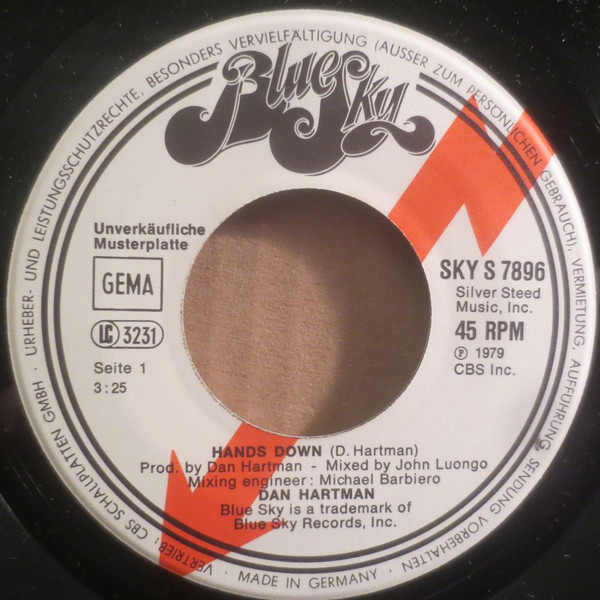 Blue Sky
URHEBER- UND LEISTUNGSSCHUTZRECHTE, BESONDERS VERVIELFÄLTIGUNG (AUSSER ZUM PERSÖNLICHEN GEBRAUCH), VERMIETUNG, AUFFÜHRUNG, SENDUNG VORBEHALTEN
Unverkäufliche
Musterplatte
GEMA
LC 3231
Seite 1
3:25
SKY S 7896
Silver Steed
Music, Inc.
45 RPM
℗ 1979
CBS Inc.
HANDS DOWN (D. Hartman)
Prod. by Dan Hartman - Mixed by John Luongo
Mixing engineer: Michael Barbiero
DAN HARTMAN
Blue Sky is a trademark of
Blue Sky Records, Inc.
VERTRIEB: CBS SCHALLPLATTEN GMBH · MADE IN GERMANY ·